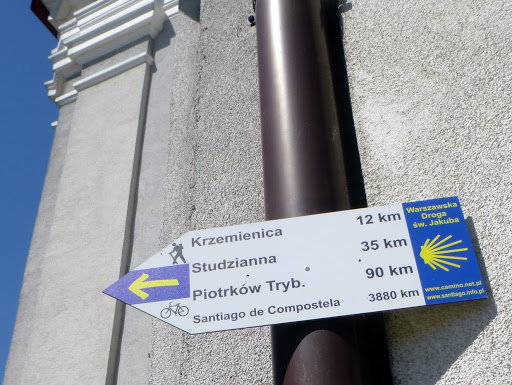 Krzemienica 12 km
Studzianna 35 km
Piotrków Tryb. 90 km
Santiago de Compostela 3880 km
Warszawska
Droga
św. Jakuba
www.camino.net.pl
www.santiago.info.pl